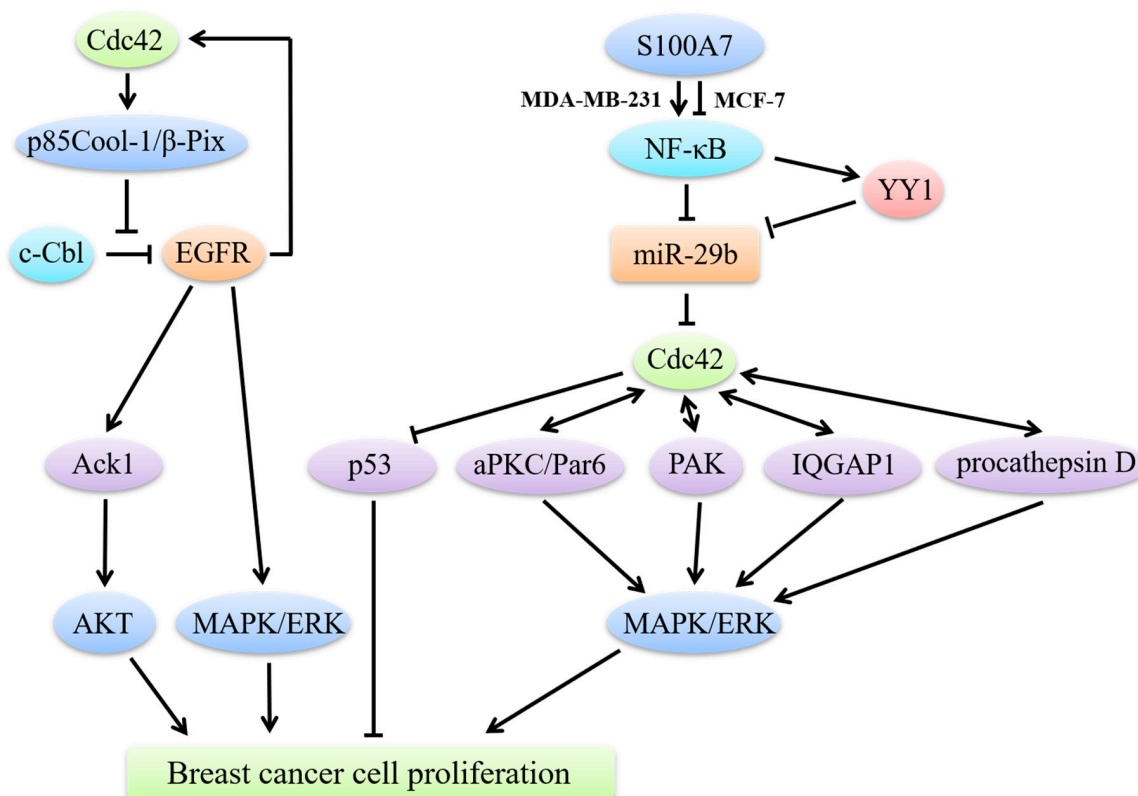 Cdc42
p85Cool-1/β-Pix
c-Cbl
EGFR
Ack1
AKT
MAPK/ERK
S100A7
MDA-MB-231
MCF-7
NF-κB
YY1
miR-29b
Cdc42
p53
aPKC/Par6
PAK
IQGAP1
procathepsin D
MAPK/ERK
Breast cancer cell proliferation